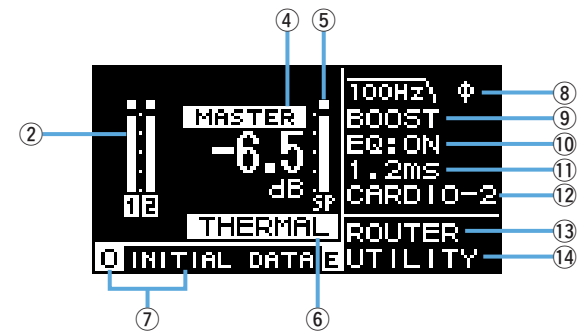 ④ ⑤
② ⑧
100Hz ϕ
MASTER
BOOST ⑨
-6.5
EQ:ON ⑩
dB
1.2ms ⑪
1 2 SP
CARDIO-2 ⑫
THERMAL
ROUTER ⑬
0 INITIAL DATA E
UTILITY ⑭
⑦ ⑥